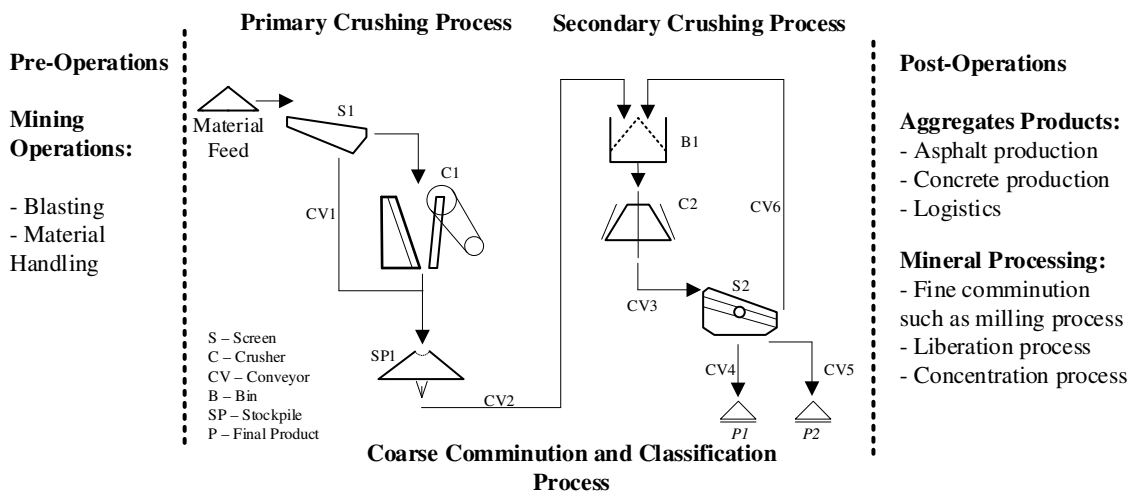 Primary Crushing Process
Secondary Crushing Process
Pre-Operations
Mining
Operations:
- Blasting
- Material
Handling
Material
Feed
S1
C1
CV1
SP1
CV2
S – Screen
C – Crusher
CV – Conveyor
B – Bin
SP – Stockpile
P – Final Product
B1
C2
CV6
CV3
S2
CV4
CV5
P1
P2
Coarse Comminution and Classification
Process
Post-Operations
Aggregates Products:
- Asphalt production
- Concrete production
- Logistics
Mineral Processing:
- Fine comminution
such as milling process
- Liberation process
- Concentration process